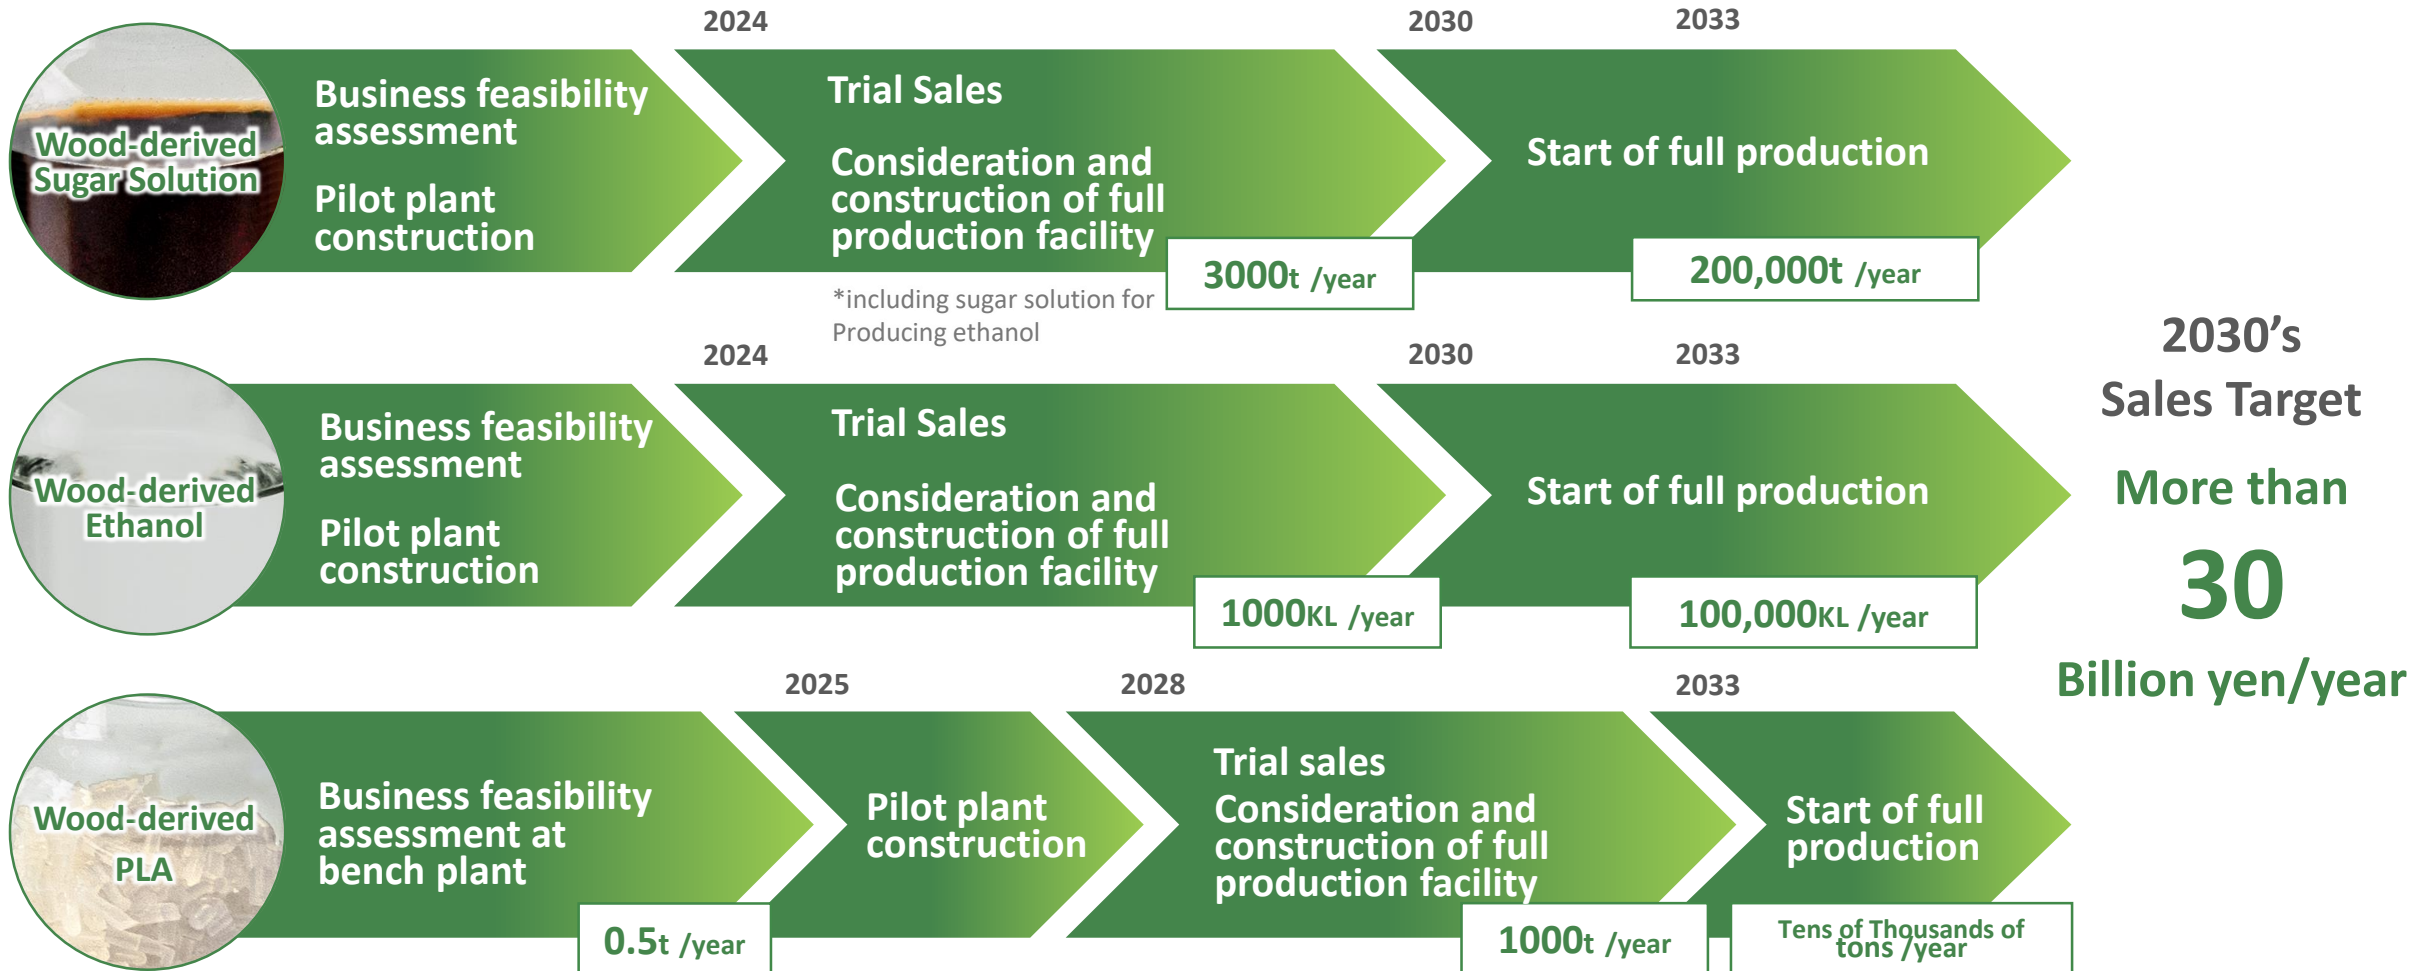 2024
2030
2033
Wood-derived
Sugar Solution
Business feasibility
assessment
Pilot plant
construction
Trial Sales
Consideration and
construction of full
production facility
3000t /year
*including sugar solution for
Producing ethanol
Start of full production
200,000t /year
2024
2030
2033
Wood-derived
Ethanol
Business feasibility
assessment
Pilot plant
construction
Trial Sales
Consideration and
construction of full
production facility
1000KL /year
Start of full production
100,000KL /year
2025
2028
2033
Wood-derived
PLA
Business feasibility
assessment at
bench plant
0.5t /year
Pilot plant
construction
Trial sales
Consideration and
construction of full
production facility
1000t /year
Start of full
production
Tens of Thousands of
tons /year
2030’s
Sales Target
More than
30
Billion yen/year